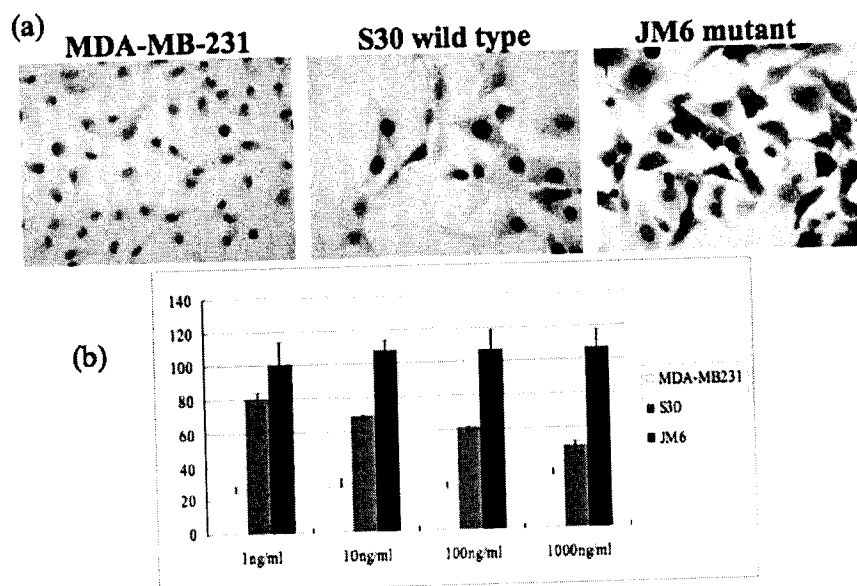 (a)
MDA-MB-231
S30 wild type
JM6 mutant
(b)
140
120
100
80
60
40
20
0
1ng/ml
10ng/ml
100ng/ml
1000ng/ml
MDA-MB231
S30
JM6